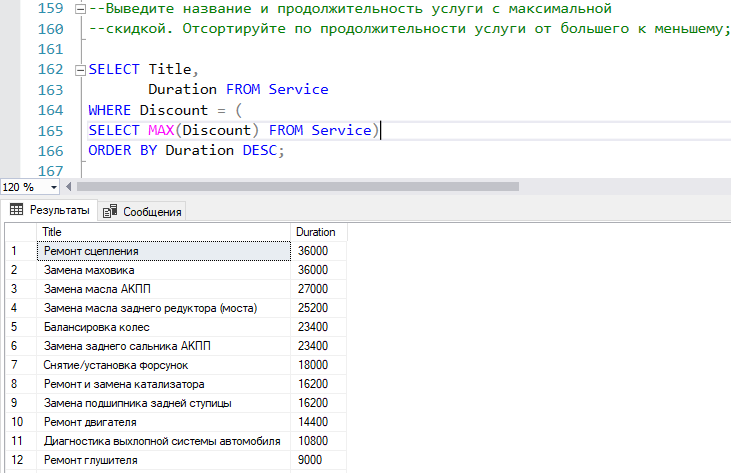 159 --Выведите название и продолжительность услуги с максимальной
160 --скидкой. Отсортируйте по продолжительности услуги от большего к меньшему;
161
162 SELECT Title,
163 Duration FROM Service
164 WHERE Discount = (
165 SELECT MAX(Discount) FROM Service)
166 ORDER BY Duration DESC;
167
120 %
Результаты Сообщения
Title Duration
1 Ремонт сцепления 36000
2 Замена маховика 36000
3 Замена масла АКПП 27000
4 Замена масла заднего редуктора (моста) 25200
5 Балансировка колес 23400
6 Замена заднего сальника АКПП 23400
7 Снятие/установка форсунок 18000
8 Ремонт и замена катализатора 16200
9 Замена подшипника задней ступицы 16200
10 Ремонт двигателя 14400
11 Диагностика выхлопной системы автомобиля 10800
12 Ремонт глушителя 9000